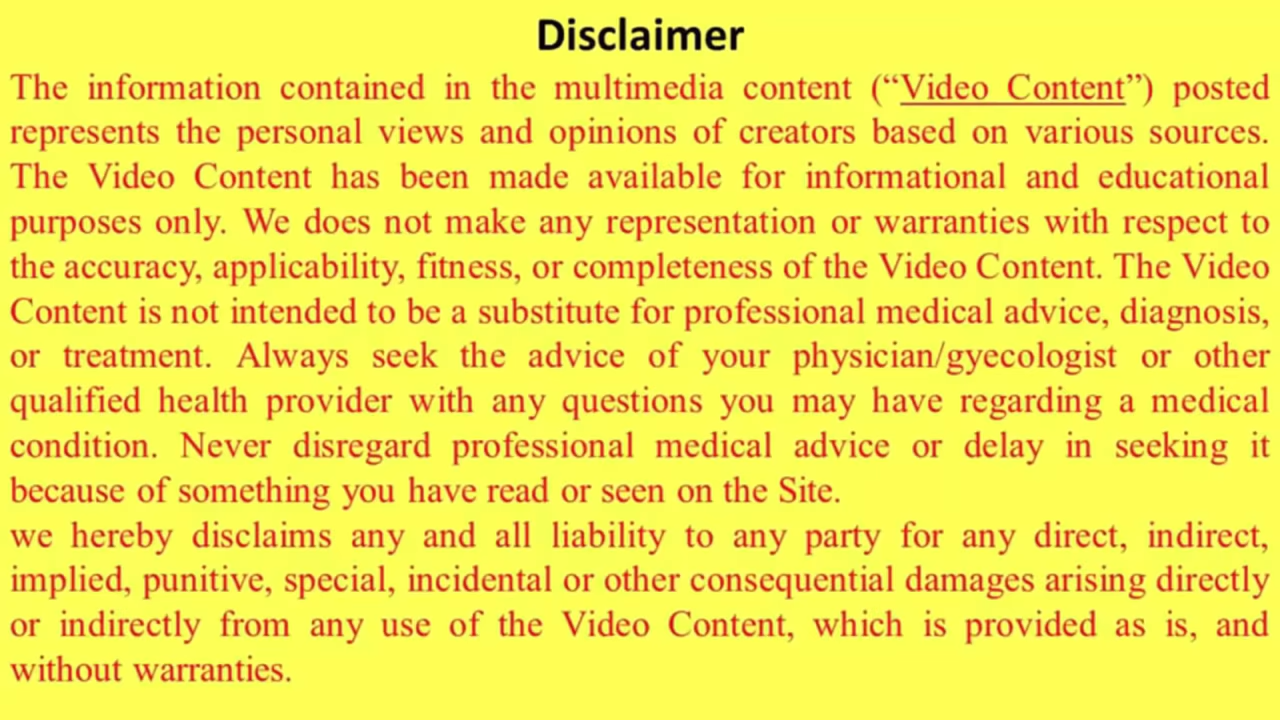 Disclaimer
The information contained in the multimedia content (“Video Content”) posted
represents the personal views and opinions of creators based on various sources.
The Video Content has been made available for informational and educational
purposes only. We does not make any representation or warranties with respect to
the accuracy, applicability, fitness, or completeness of the Video Content. The Video
Content is not intended to be a substitute for professional medical advice, diagnosis,
or treatment. Always seek the advice of your physician/gyecologist or other
qualified health provider with any questions you may have regarding a medical
condition. Never disregard professional medical advice or delay in seeking it
because of something you have read or seen on the Site.
we hereby disclaims any and all liability to any party for any direct, indirect,
implied, punitive, special, incidental or other consequential damages arising directly
or indirectly from any use of the Video Content, which is provided as is, and
without warranties.